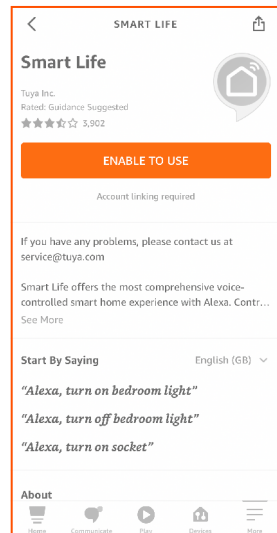 SMART LIFE
Smart Life
Tuya Inc.
Rated: Guidance Suggested
3,902
ENABLE TO USE
Account linking required
If you have any problems, please contact us at
service@tuya.com
Smart Life offers the most comprehensive voice-
controlled smart home experience with Alexa. Contr...
See More
Start By Saying English (GB)
“Alexa, turn on bedroom light”
“Alexa, turn off bedroom light”
“Alexa, turn on socket”
About
Home Communicate Play Devices More